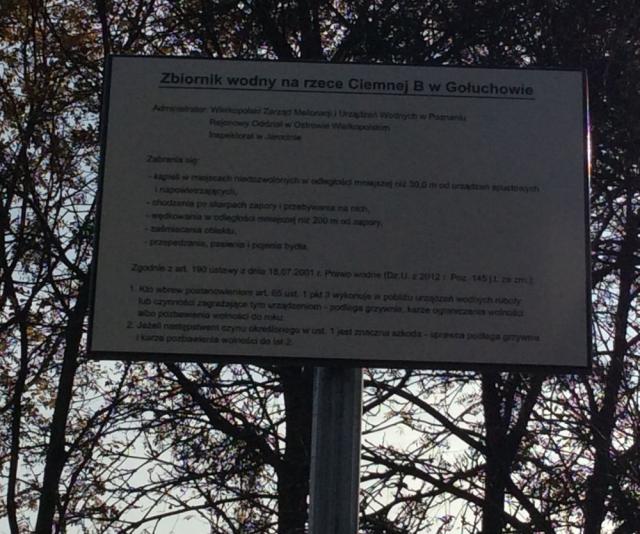 Zbiornik wodny na rzece Ciemnej B w Gołuchowie
Administrator: Wielkopolski Zarząd Melioracji i Urządzeń Wodnych w Poznaniu
Rejonowy Oddział w Ostrowie Wielkopolskim
Inspektorat w Jarocinie
Zabrania się:
- kąpieli w miejscach niedozwolonych w odległości mniejszej niż 30,0 m od urządzeń spustowych
i napowietrzających,
- chodzenia po skarpach zapory i przebywania na nich,
- wędkowania w odległości mniejszej niż 200 m od zapory,
- zaśmiecania obiektu,
- przepędzania, pasienia i pojenia bydła.
Zgodnie z art. 190 ustawy z dnia 18.07.2001 r. Prawo wodne (Dz.U. z 2012 r. Poz. 145 j.t. ze zm.):
1. Kto wbrew postanowieniom art. 65 ust. 1 pkt 3 wykonuje w pobliżu urządzeń wodnych roboty
lub czynności zagrażające tym urządzeniom - podlega grzywnie, karze ograniczenia wolności
albo pozbawienia wolności do roku.
2. Jeżeli następstwem czynu określonego w ust. 1 jest znaczna szkoda - sprawca podlega grzywnie
i karze pozbawienia wolności do lat 2.